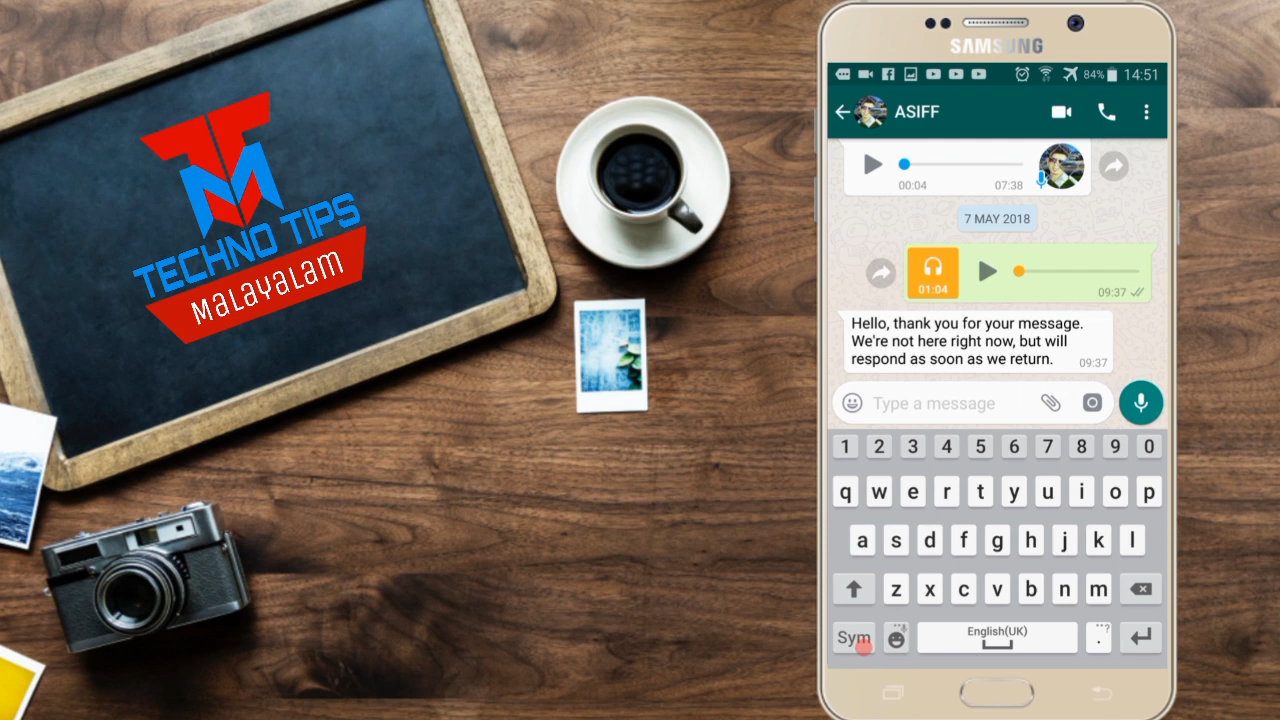 TECHNO TIPS
Malayalam
SAMSUNG
84% 14:51
ASIFF
00:04 07:38
7 MAY 2018
01:04
09:37
Hello, thank you for your message.
We're not here right now, but will
respond as soon as we return.
09:37
Type a message
1 2 3 4 5 6 7 8 9 0
q w e r t y u i o p
a s d f g h j k l
z x c v b n m
Sym English(UK) . ?